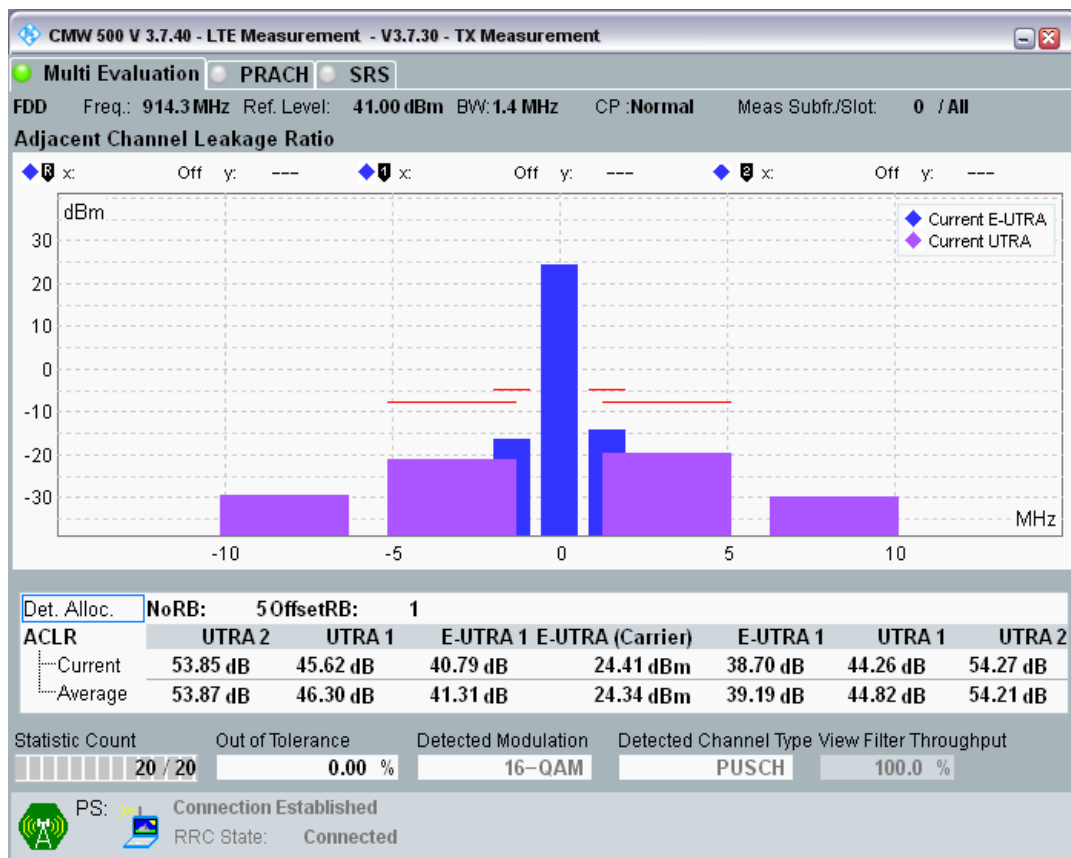 CMW 500 V 3.7.40 - LTE Measurement - V3.7.30 - TX Measurement
Multi Evaluation PRACH SRS
FDD Freq.: 914.3 MHz Ref. Level: 41.00 dBm BW: 1.4 MHz CP :Normal Meas Subfr./Slot: 0 / All
Adjacent Channel Leakage Ratio
R x: Off y: --- 1 x: Off y: --- 2 x: Off y: ---
dBm
Current E-UTRA
Current UTRA
30
20
10
0
-10
-20
-30
MHz
-10 -5 0 5 10
Det. Alloc. NoRB: 5 OffsetRB: 1
ACLR UTRA 2 UTRA 1 E-UTRA 1 E-UTRA (Carrier) E-UTRA 1 UTRA 1 UTRA 2
Current 53.85 dB 45.62 dB 40.79 dB 24.41 dBm 38.70 dB 44.26 dB 54.27 dB
Average 53.87 dB 46.30 dB 41.31 dB 24.34 dBm 39.19 dB 44.82 dB 54.21 dB
Statistic Count Out of Tolerance Detected Modulation Detected Channel Type View Filter Throughput
20 / 20 0.00 % 16-QAM PUSCH 100.0 %
PS: Connection Established
RRC State: Connected